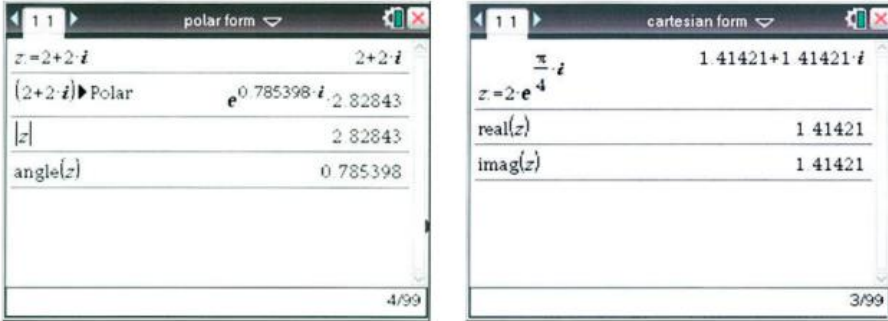 1 1
polar form
z:=2+2·i
2+2·i
(2+2·i)▶Polar
e^0.785398·i·2.82843
|z|
2.82843
angle(z)
0.785398
4/99
1 1
cartesian form
z:=2·e^π/4·i
1.41421+1.41421·i
real(z)
1.41421
imag(z)
1.41421
3/99